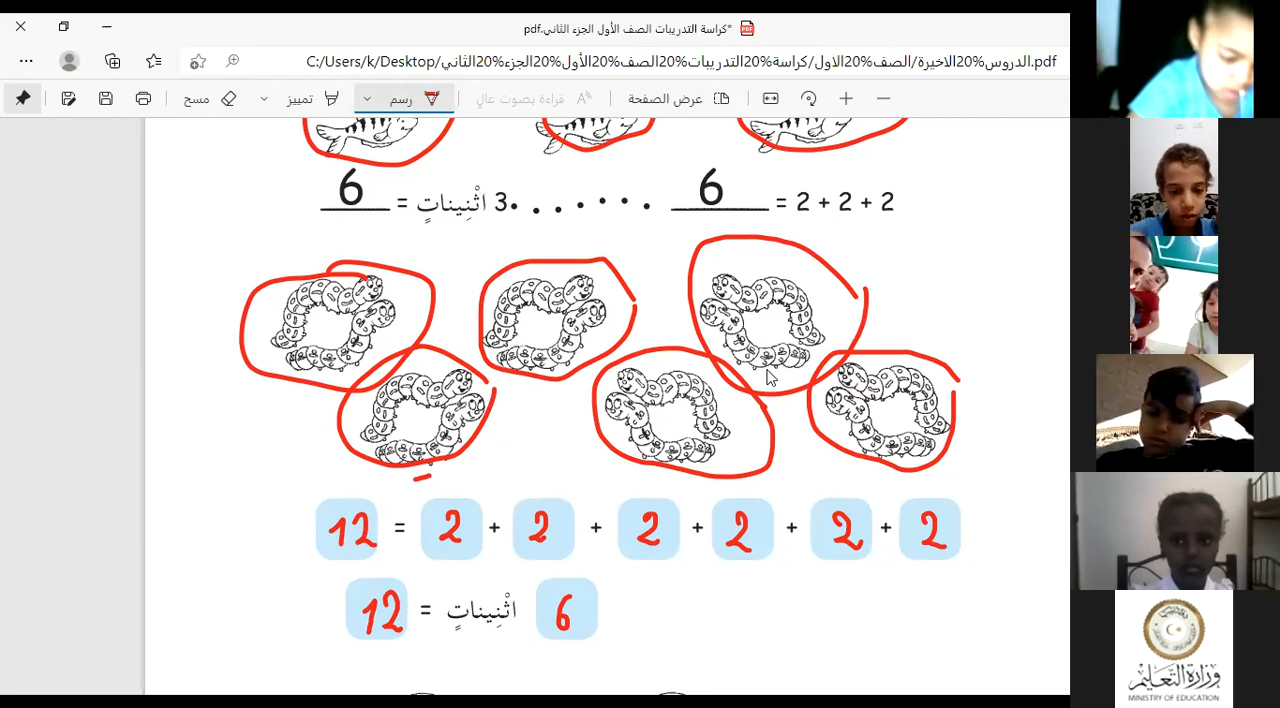 *كراسة التدريبات الصف الأول الجزء الثاني.pdf
C:/Users/k/Desktop/الدروس%20الاخيرة/الصف%20الاول/كراسة%20التدريبات%20الصف%20الأول%20الجزء%20الثاني.pdf
عرض الصفحة قراءة بصوت عالٍ رسم تمييز مسح
2 + 2 + 2 = 6 ....... 3 اثْنِيناتٍ = 6
2 + 2 + 2 + 2 + 2 + 2 = 12
6 اثْنِيناتٍ = 12
وزارة التعليم
MINISTRY OF EDUCATION